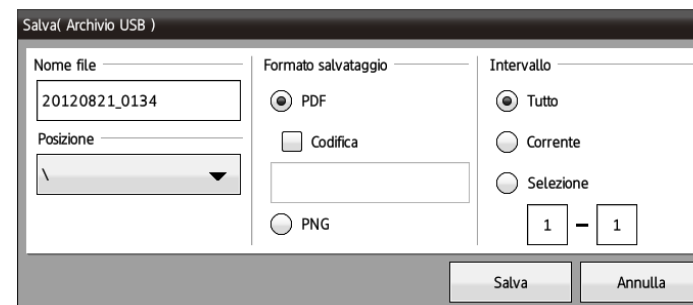 Salva( Archivio USB )
Nome file
20120821_0134
Posizione
\
Formato salvataggio
PDF
Codifica
PNG
Intervallo
Tutto
Corrente
Selezione
1 – 1
Salva Annulla